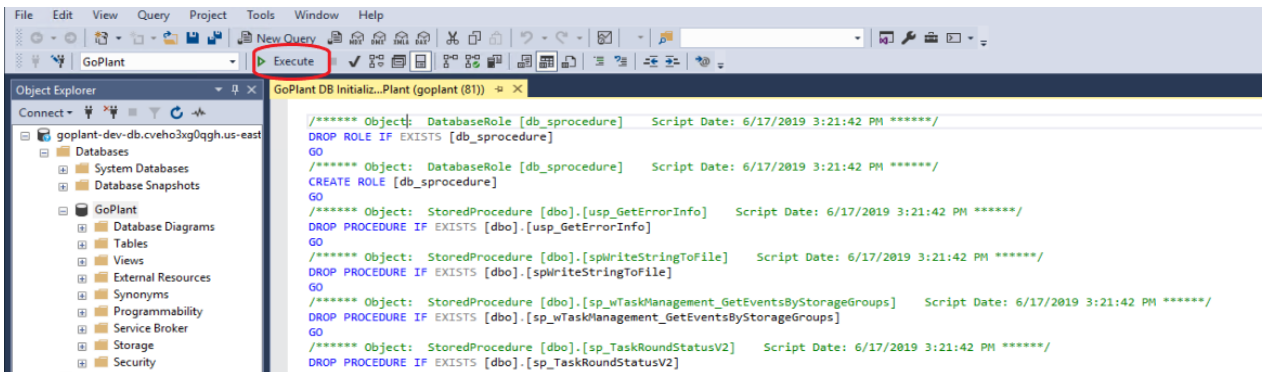 File Edit View Query Project Tools Window Help
New Query MDX DMX XMLA DAX
GoPlant Execute
Object Explorer
GoPlant DB Initializ...Plant (goplant (81))
Connect
goplant-dev-db.cveho3xg0qgh.us-east
Databases
System Databases
Database Snapshots
GoPlant
Database Diagrams
Tables
Views
External Resources
Synonyms
Programmability
Service Broker
Storage
Security
/****** Object: DatabaseRole [db_sprocedure] Script Date: 6/17/2019 3:21:42 PM ******/
DROP ROLE IF EXISTS [db_sprocedure]
GO
/****** Object: DatabaseRole [db_sprocedure] Script Date: 6/17/2019 3:21:42 PM ******/
CREATE ROLE [db_sprocedure]
GO
/****** Object: StoredProcedure [dbo].[usp_GetErrorInfo] Script Date: 6/17/2019 3:21:42 PM ******/
DROP PROCEDURE IF EXISTS [dbo].[usp_GetErrorInfo]
GO
/****** Object: StoredProcedure [dbo].[spWriteStringToFile] Script Date: 6/17/2019 3:21:42 PM ******/
DROP PROCEDURE IF EXISTS [dbo].[spWriteStringToFile]
GO
/****** Object: StoredProcedure [dbo].[sp_wTaskManagement_GetEventsByStorageGroups] Script Date: 6/17/2019 3:21:42 PM ******/
DROP PROCEDURE IF EXISTS [dbo].[sp_wTaskManagement_GetEventsByStorageGroups]
GO
/****** Object: StoredProcedure [dbo].[sp_TaskRoundStatusV2] Script Date: 6/17/2019 3:21:42 PM ******/
DROP PROCEDURE IF EXISTS [dbo].[sp_TaskRoundStatusV2]